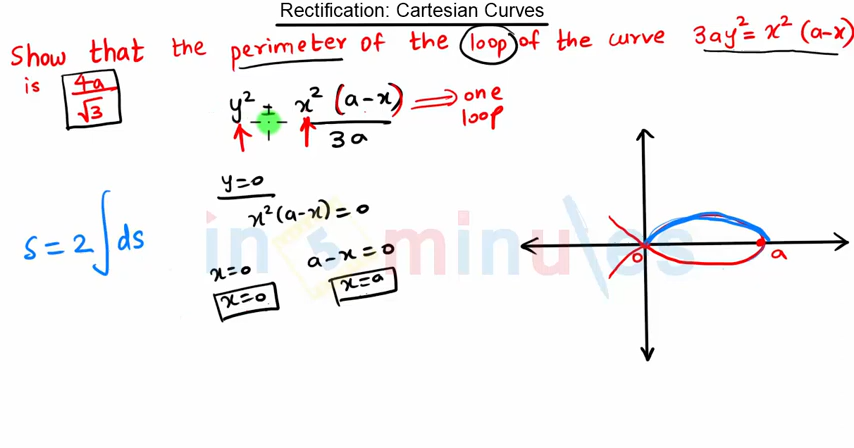 Rectification: Cartesian Curves
Show that the perimeter of the loop of the curve 3ay² = x² (a-x)
is 4a/√3
y² = x² (a-x) / 3a ⟹ one loop
y=0
x²(a-x) = 0
S = 2∫ds
x=0 a-x=0
x=0 x=a
O a
in 5 minutes